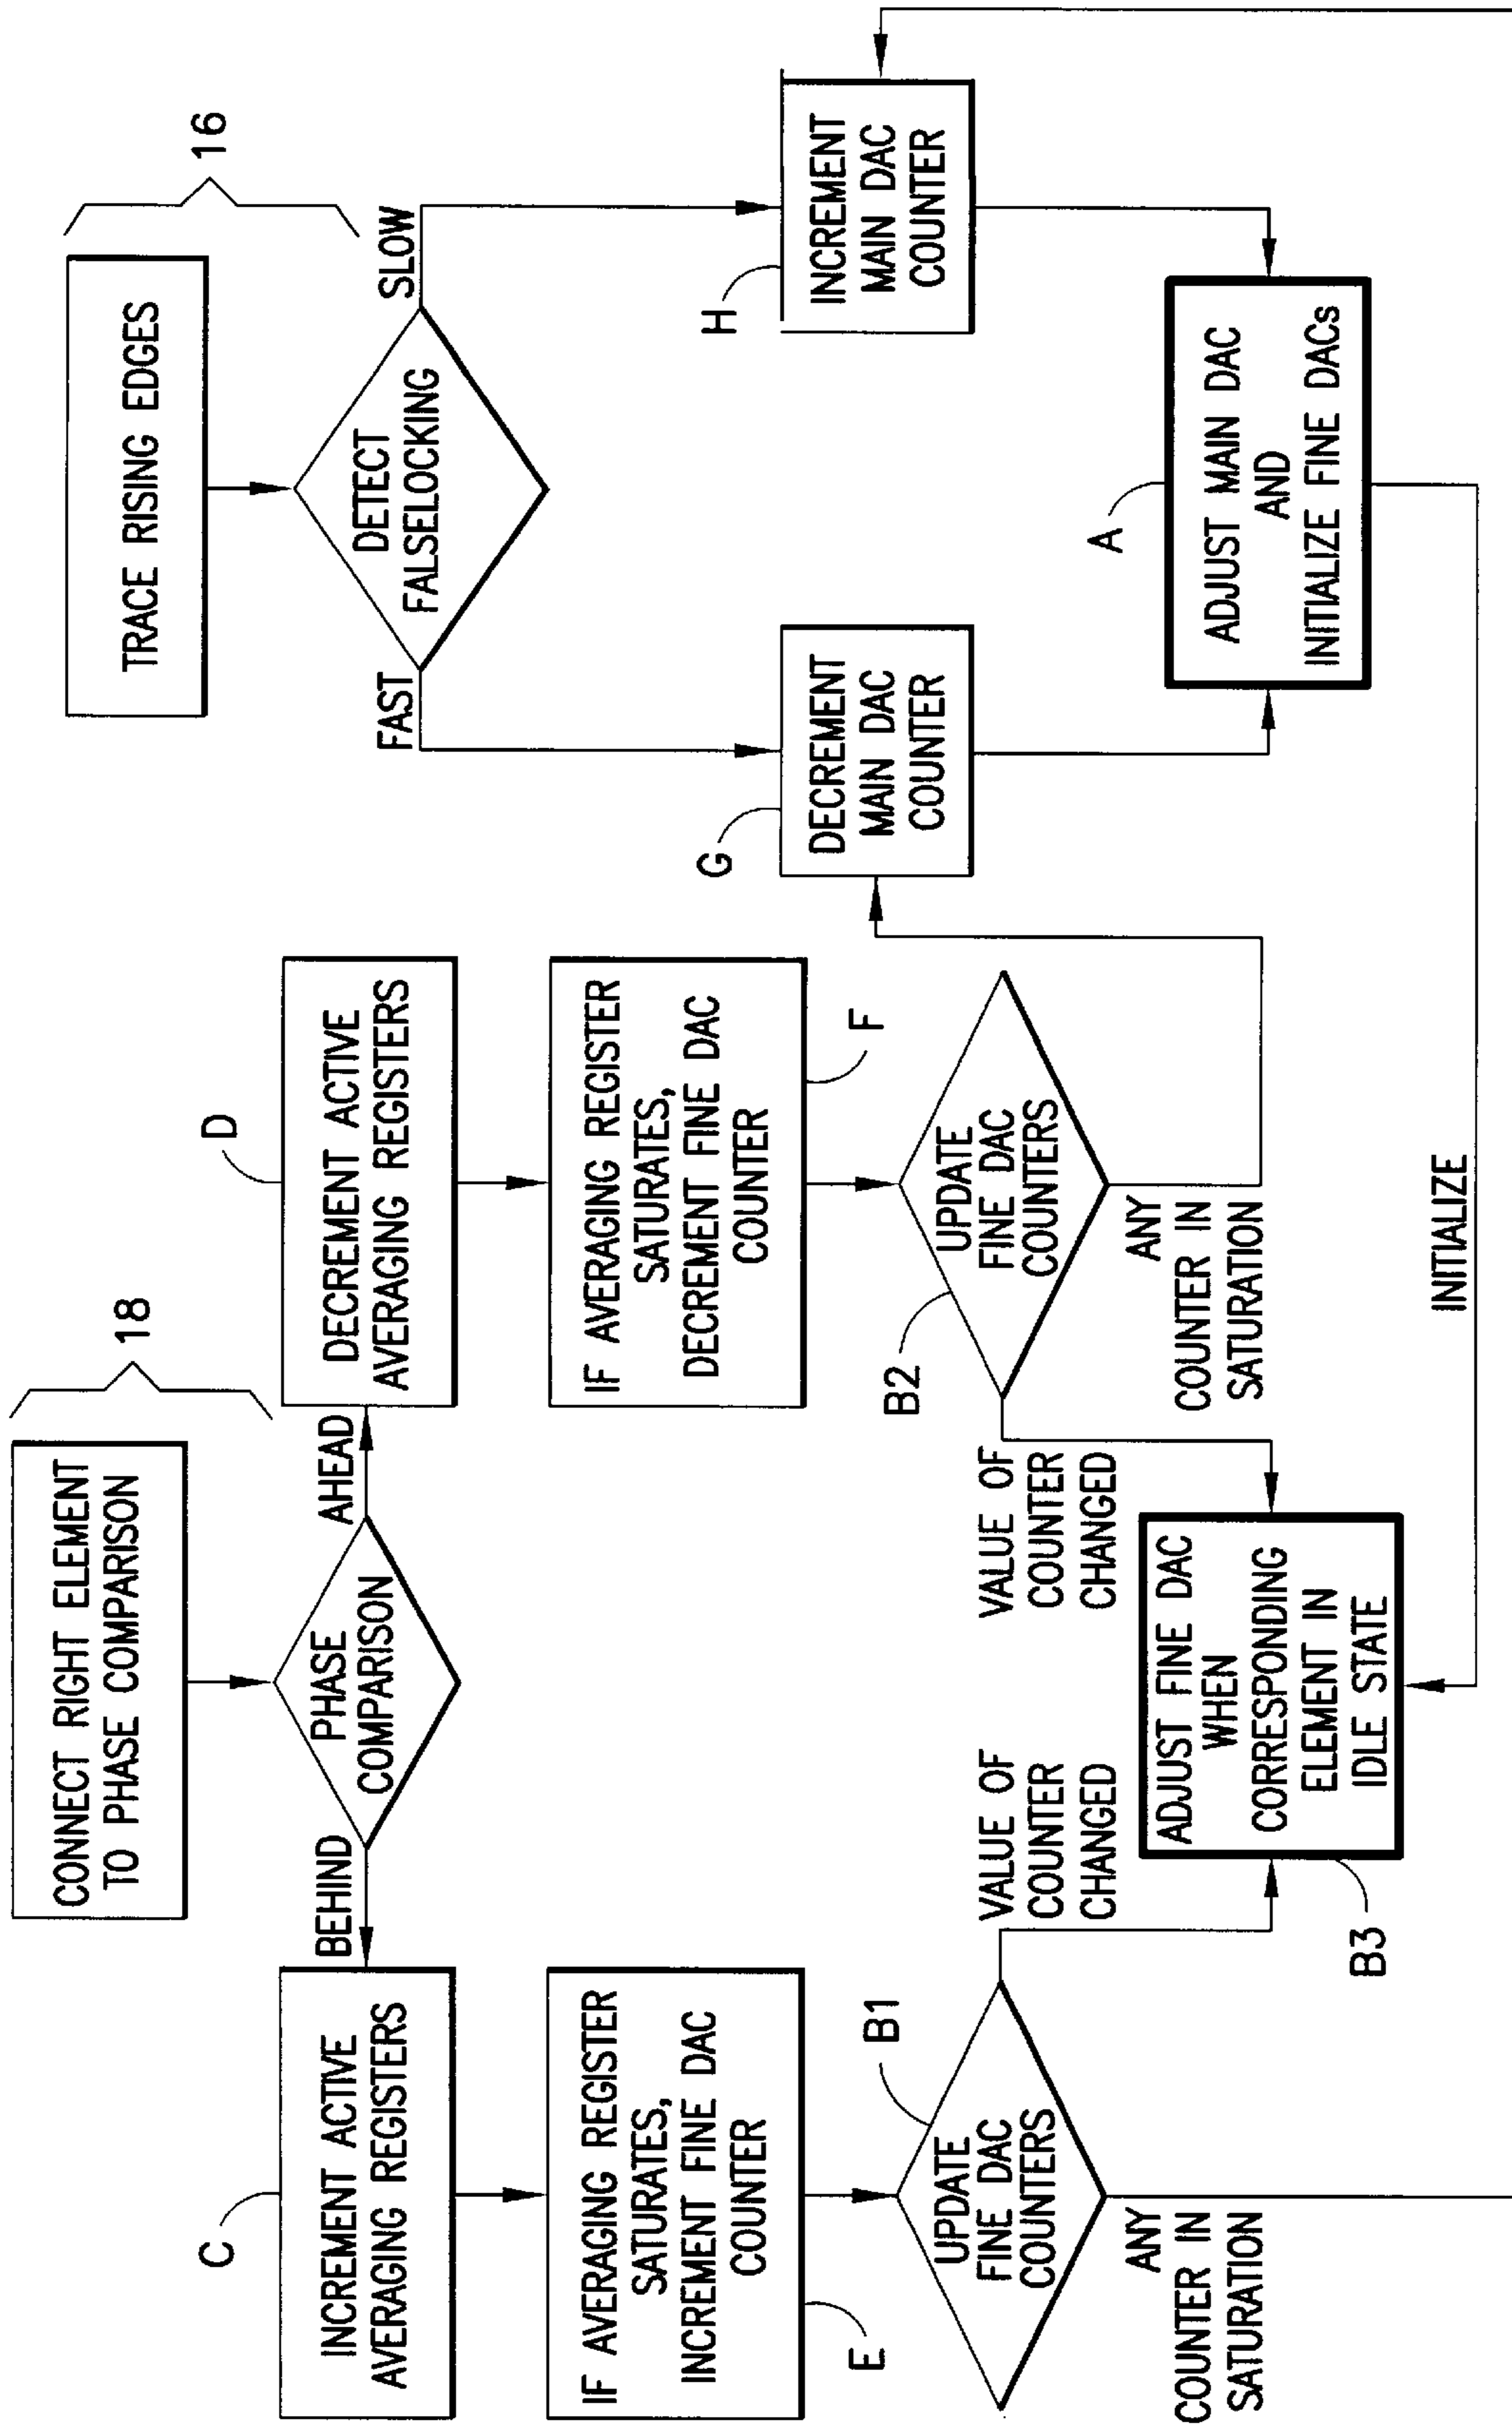 CONNECT RIGHT ELEMENT
TO PHASE COMPARISON
18
PHASE
COMPARISON
BEHIND
AHEAD
C
INCREMENT ACTIVE
AVERAGING REGISTERS
D
DECREMENT ACTIVE
AVERAGING REGISTERS
IF AVERAGING REGISTER
SATURATES,
INCREMENT FINE DAC
COUNTER
E
IF AVERAGING REGISTER
SATURATES,
DECREMENT FINE DAC
COUNTER
F
UPDATE
FINE DAC
COUNTERS
B1
UPDATE
FINE DAC
COUNTERS
B2
ANY
COUNTER IN
SATURATION
VALUE OF
COUNTER
CHANGED
VALUE OF
COUNTER
CHANGED
ANY
COUNTER IN
SATURATION
ADJUST FINE DAC
WHEN
CORRESPONDING
ELEMENT IN
IDLE STATE
B3
INITIALIZE
TRACE RISING EDGES
16
DETECT
FALSELOCKING
FAST
SLOW
G
DECREMENT
MAIN DAC
COUNTER
H
INCREMENT
MAIN DAC
COUNTER
A
ADJUST MAIN DAC
AND
INITIALIZE FINE DACs